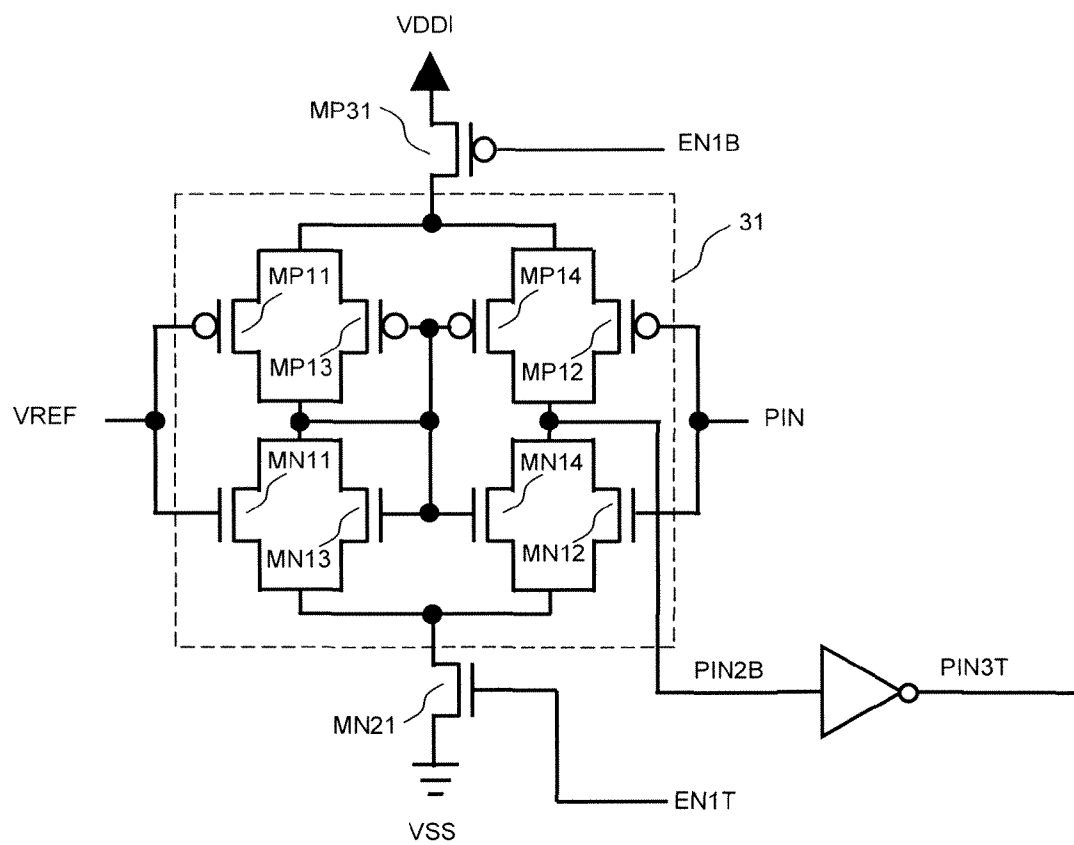 VDDI
MP31
EN1B
31
MP11
MP14
MP13
MP12
VREF
PIN
MN11
MN14
MN13
MN12
PIN2B
PIN3T
MN21
EN1T
VSS